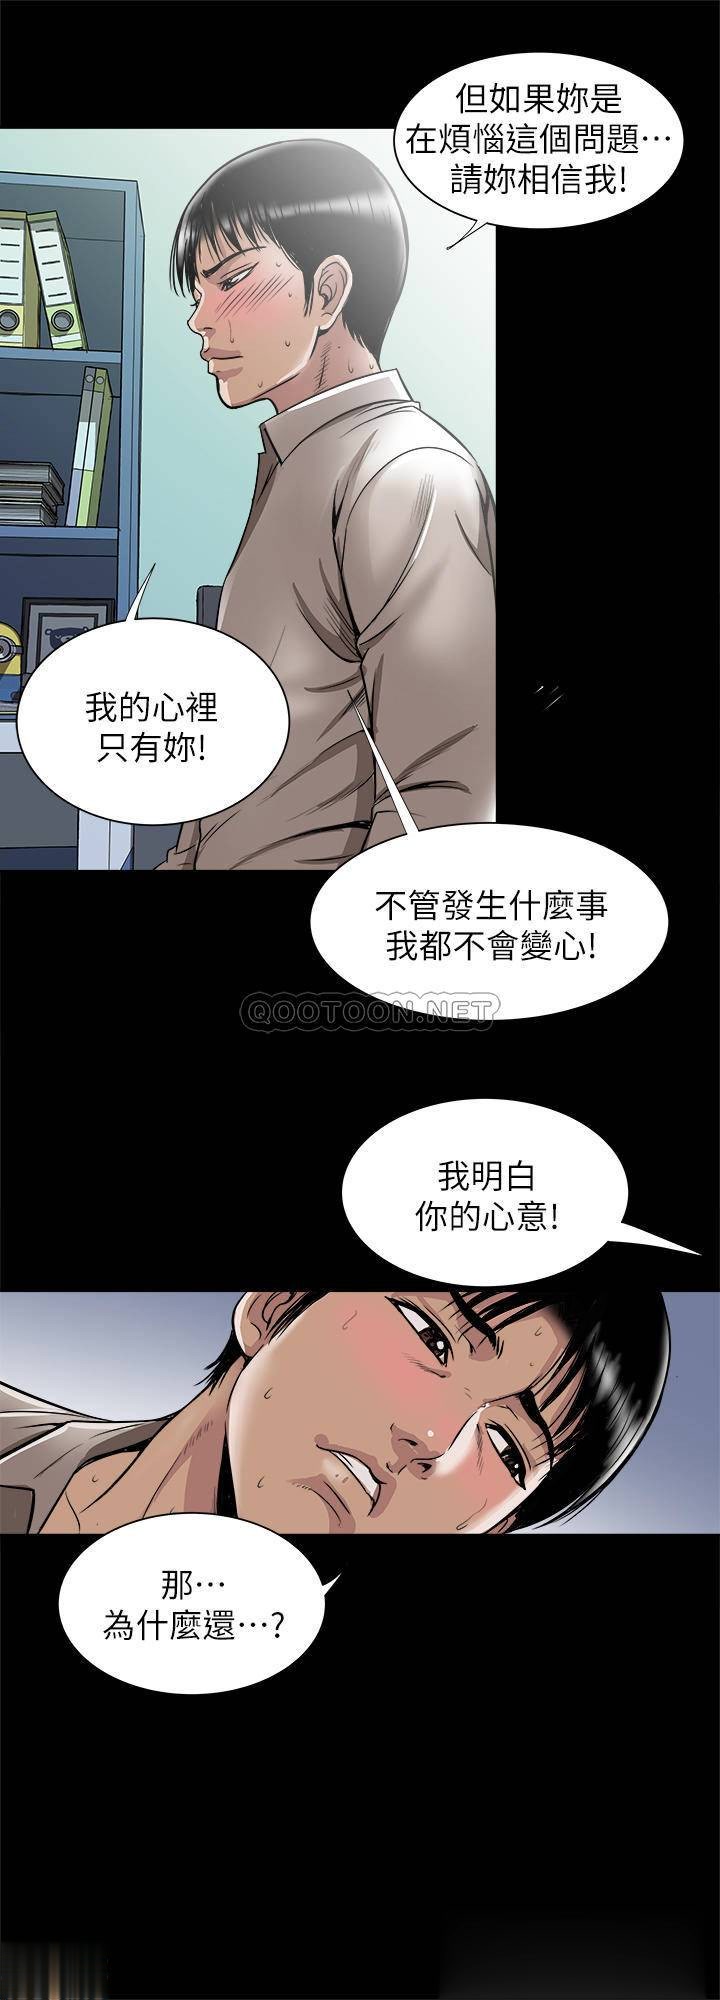 但如果妳是
在煩惱這個問題⋯
請妳相信我!
我的心裡
只有妳!
不管發生什麼事
我都不會變心!
QOOTOON.NET
我明白
你的心意!
那⋯
為什麼還⋯?